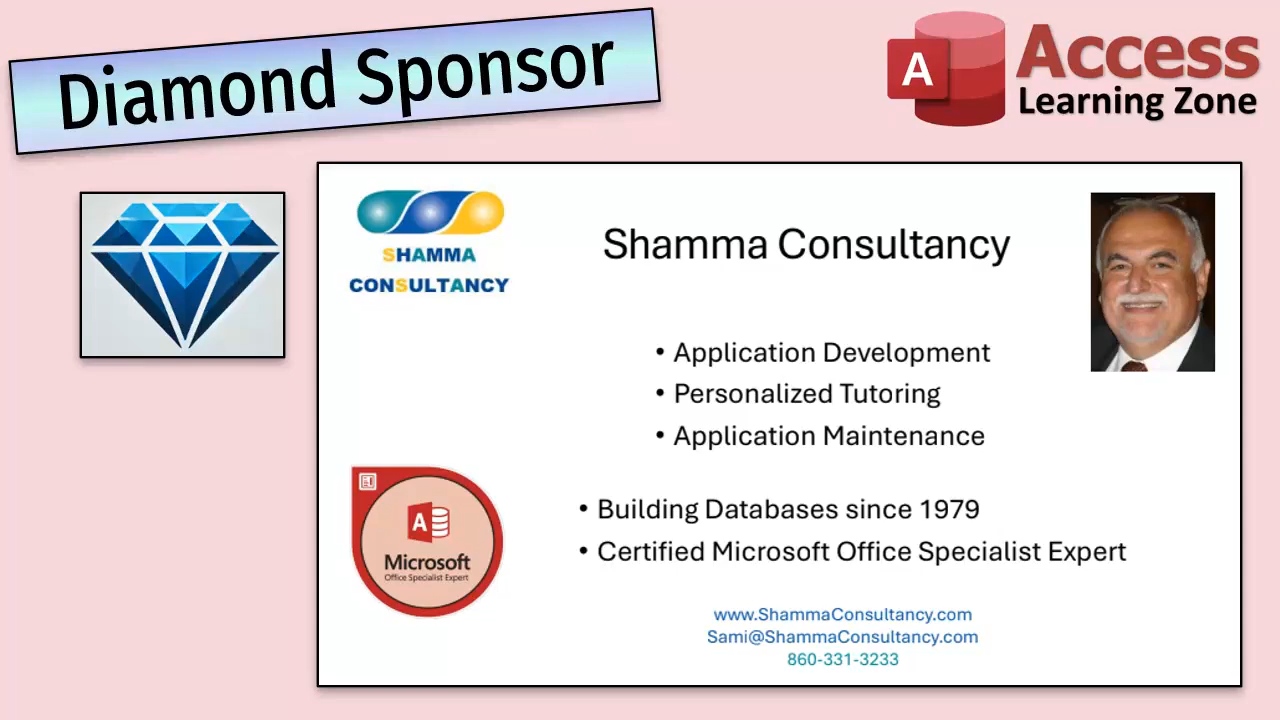 Diamond Sponsor
A
Access
Learning Zone
SHAMMA
CONSULTANCY
Shamma Consultancy
• Application Development
• Personalized Tutoring
• Application Maintenance
A
Microsoft
Office Specialist Expert
• Building Databases since 1979
• Certified Microsoft Office Specialist Expert
www.ShammaConsultancy.com
Sami@ShammaConsultancy.com
860-331-3233